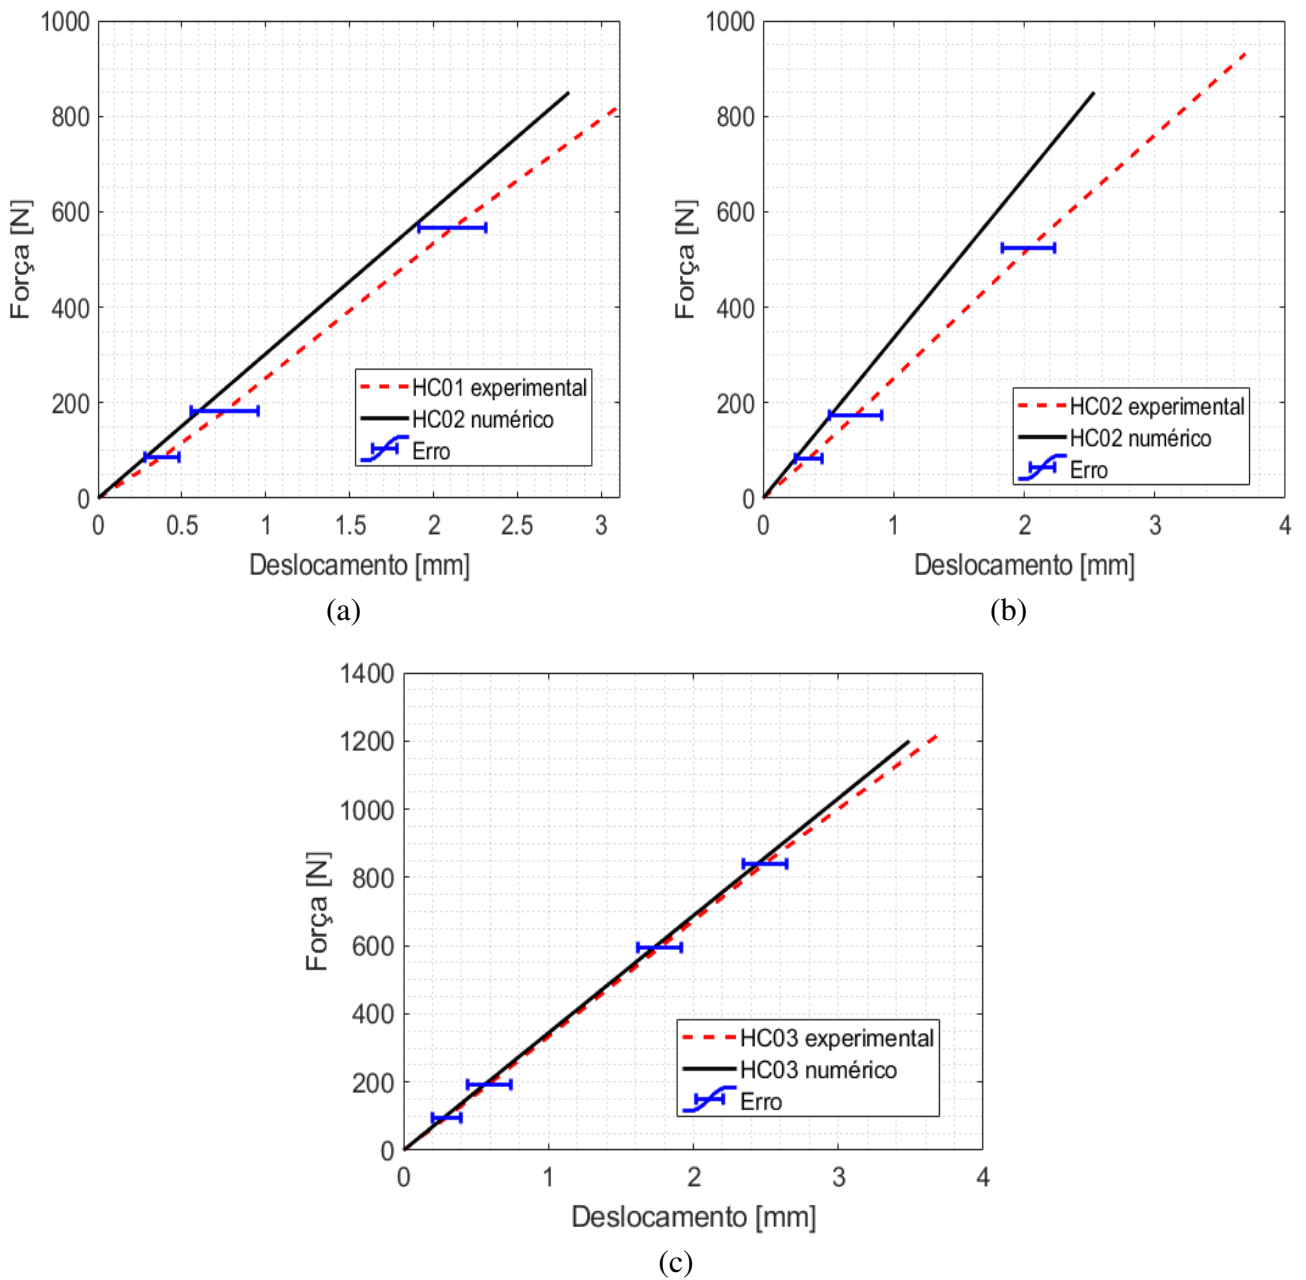 1000
800
600
400
200
0
Força [N]
HC01 experimental
HC02 numérico
Erro
0 0.5 1 1.5 2 2.5 3
Deslocamento [mm]
(a)
1000
800
600
400
200
0
Força [N]
HC02 experimental
HC02 numérico
Erro
0 1 2 3 4
Deslocamento [mm]
(b)
1400
1200
1000
800
600
400
200
0
Força [N]
HC03 experimental
HC03 numérico
Erro
0 1 2 3 4
Deslocamento [mm]
(c)